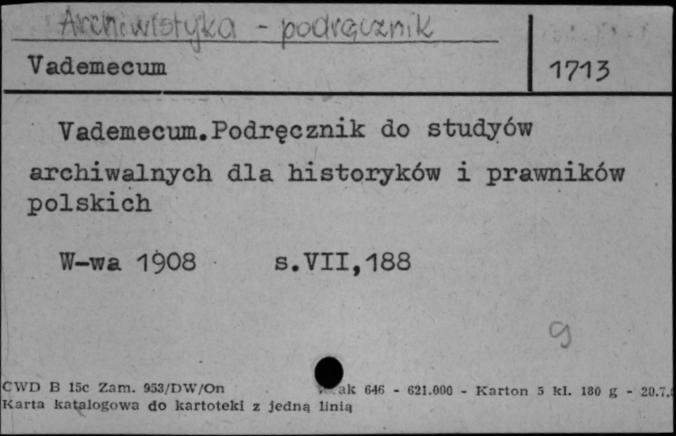 Archiwistyka - podręcznik
Vademecum 1713
Vademecum.Podręcznik do studyów
archiwalnych dla historyków i prawników
polskich
W-wa 1908 s.VII,188
g
CWD B 15c Zam. 953/DW/On ak 646 - 621.000 - Karton 5 kl. 180 g - 20.7.
Karta katalogowa do kartoteki z jedną linią